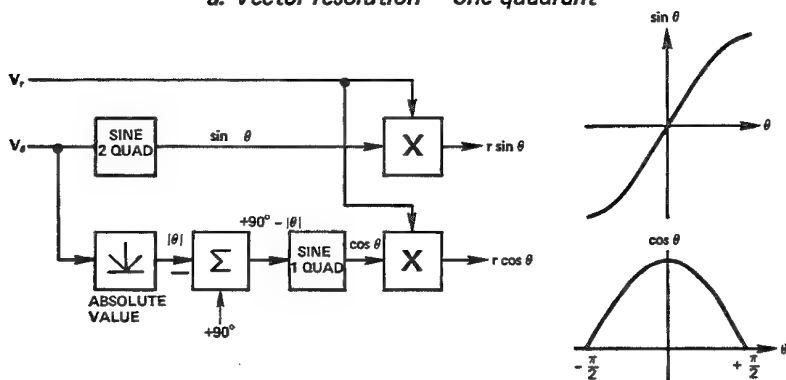 a. Vector resolution - one quadrant
sin θ
V_r
V_θ
SINE
2 QUAD
sin θ
X
r sin θ
θ
|θ|
−
Σ
+90°
+90° - |θ|
SINE
1 QUAD
cos θ
X
r cos θ
ABSOLUTE
VALUE
cos θ
θ
- π/2
+ π/2